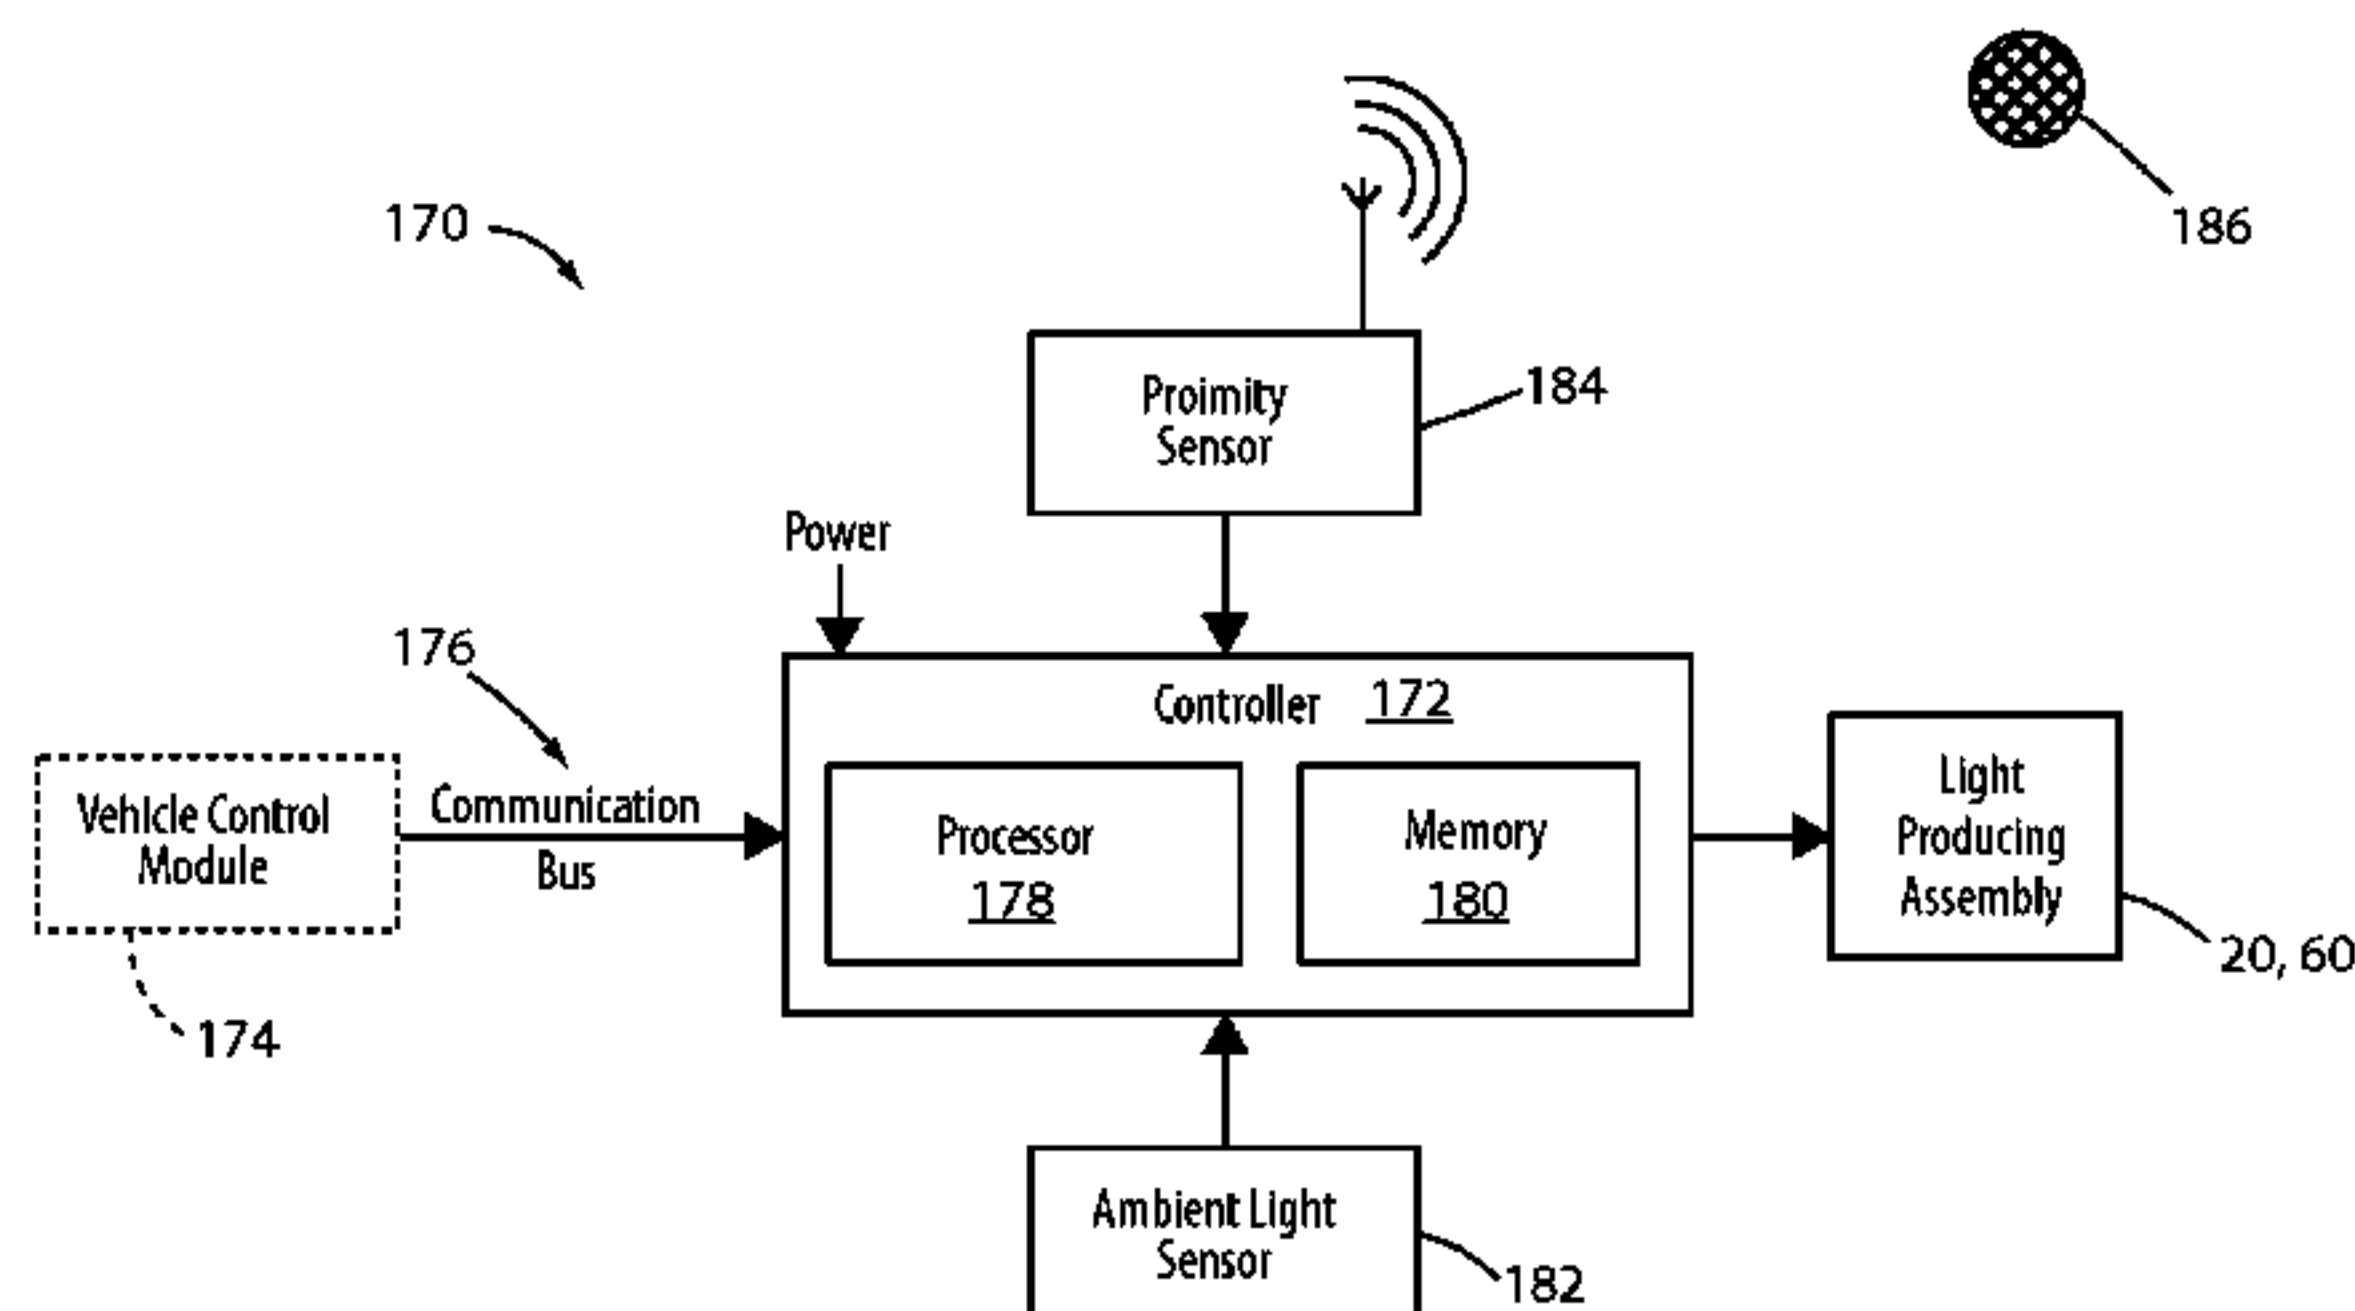 186
170
Proimity
Sensor
184
Power
176
Controller 172
Vehicle Control
Module
Communication
Bus
Processor
178
Memory
180
Light
Producing
Assembly
20, 60
174
Ambient Light
Sensor
182